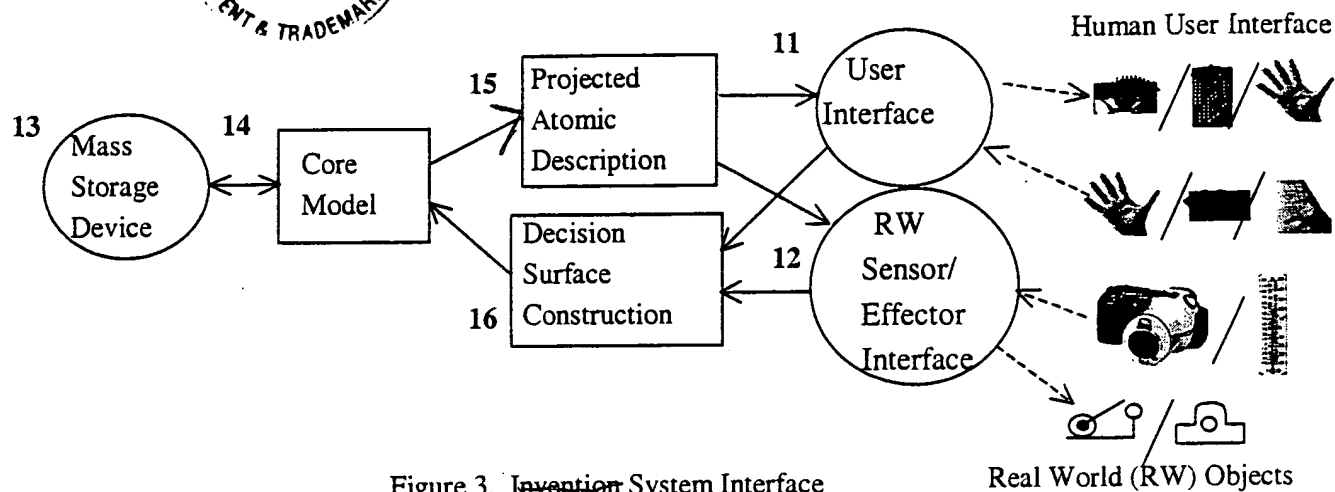 ENT & TRADEMAR
Human User Interface
11
User
Interface
15
Projected
Atomic
Description
13
Mass
Storage
Device
14
Core
Model
Decision
Surface
Construction
16
12
RW
Sensor/
Effector
Interface
Real World (RW) Objects
Figure 3. Invention System Interface